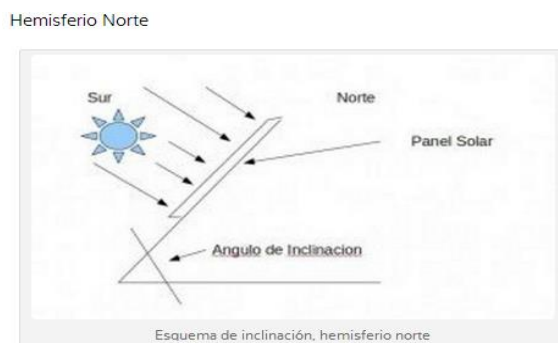 Hemisferio Norte
Sur
Norte
Panel Solar
Angulo de Inclinacion
Esquema de inclinación, hemisferio norte